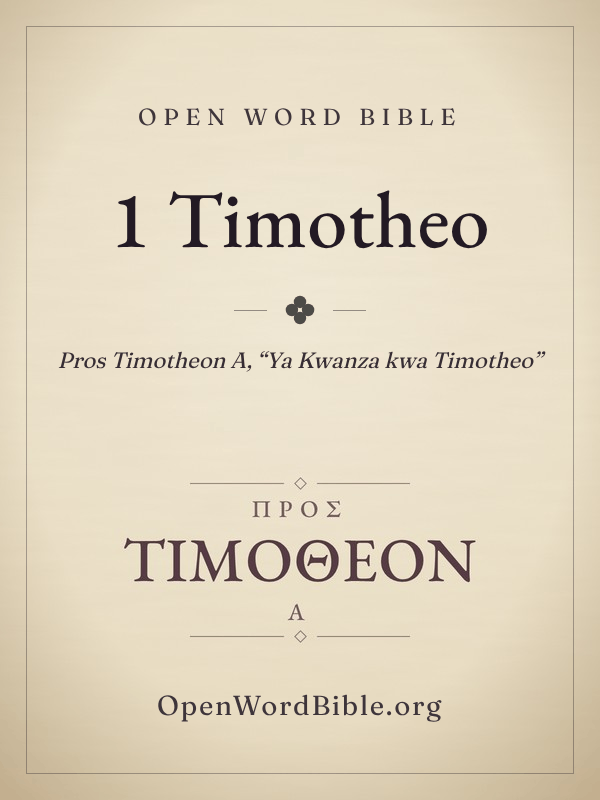 OPEN WORD BIBLE
1 Timotheo
Pros Timotheon A, “Ya Kwanza kwa Timotheo”
ΠΡΟΣ
ΤΙΜΟΘΕΟΝ
Α
OpenWordBible.org